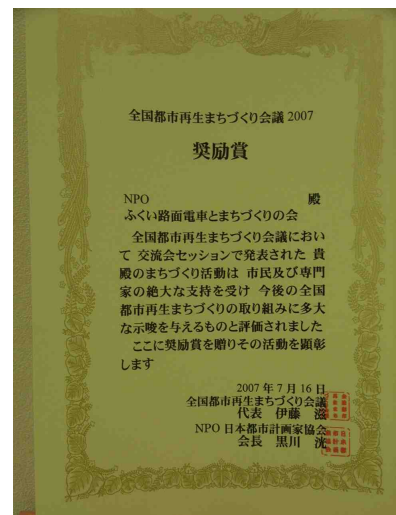 全国都市再生まちづくり会議 2007
奨励賞
NPO 殿
ふくい路面電車とまちづくりの会
全国都市再生まちづくり会議におい
て 交流会セッションで発表された 貴
殿のまちづくり活動は 市民及び専門
家の絶大な支持を受け 今後の全国
都市再生まちづくりの取り組みに多大
な示唆を与えるものと評価されました
ここに奨励賞を贈りその活動を顕彰
します
2007 年 7 月 16 日
全国都市再生まちづくり会議
代表 伊藤 滋
NPO 日本都市計画家協会
会長 黒川 洸